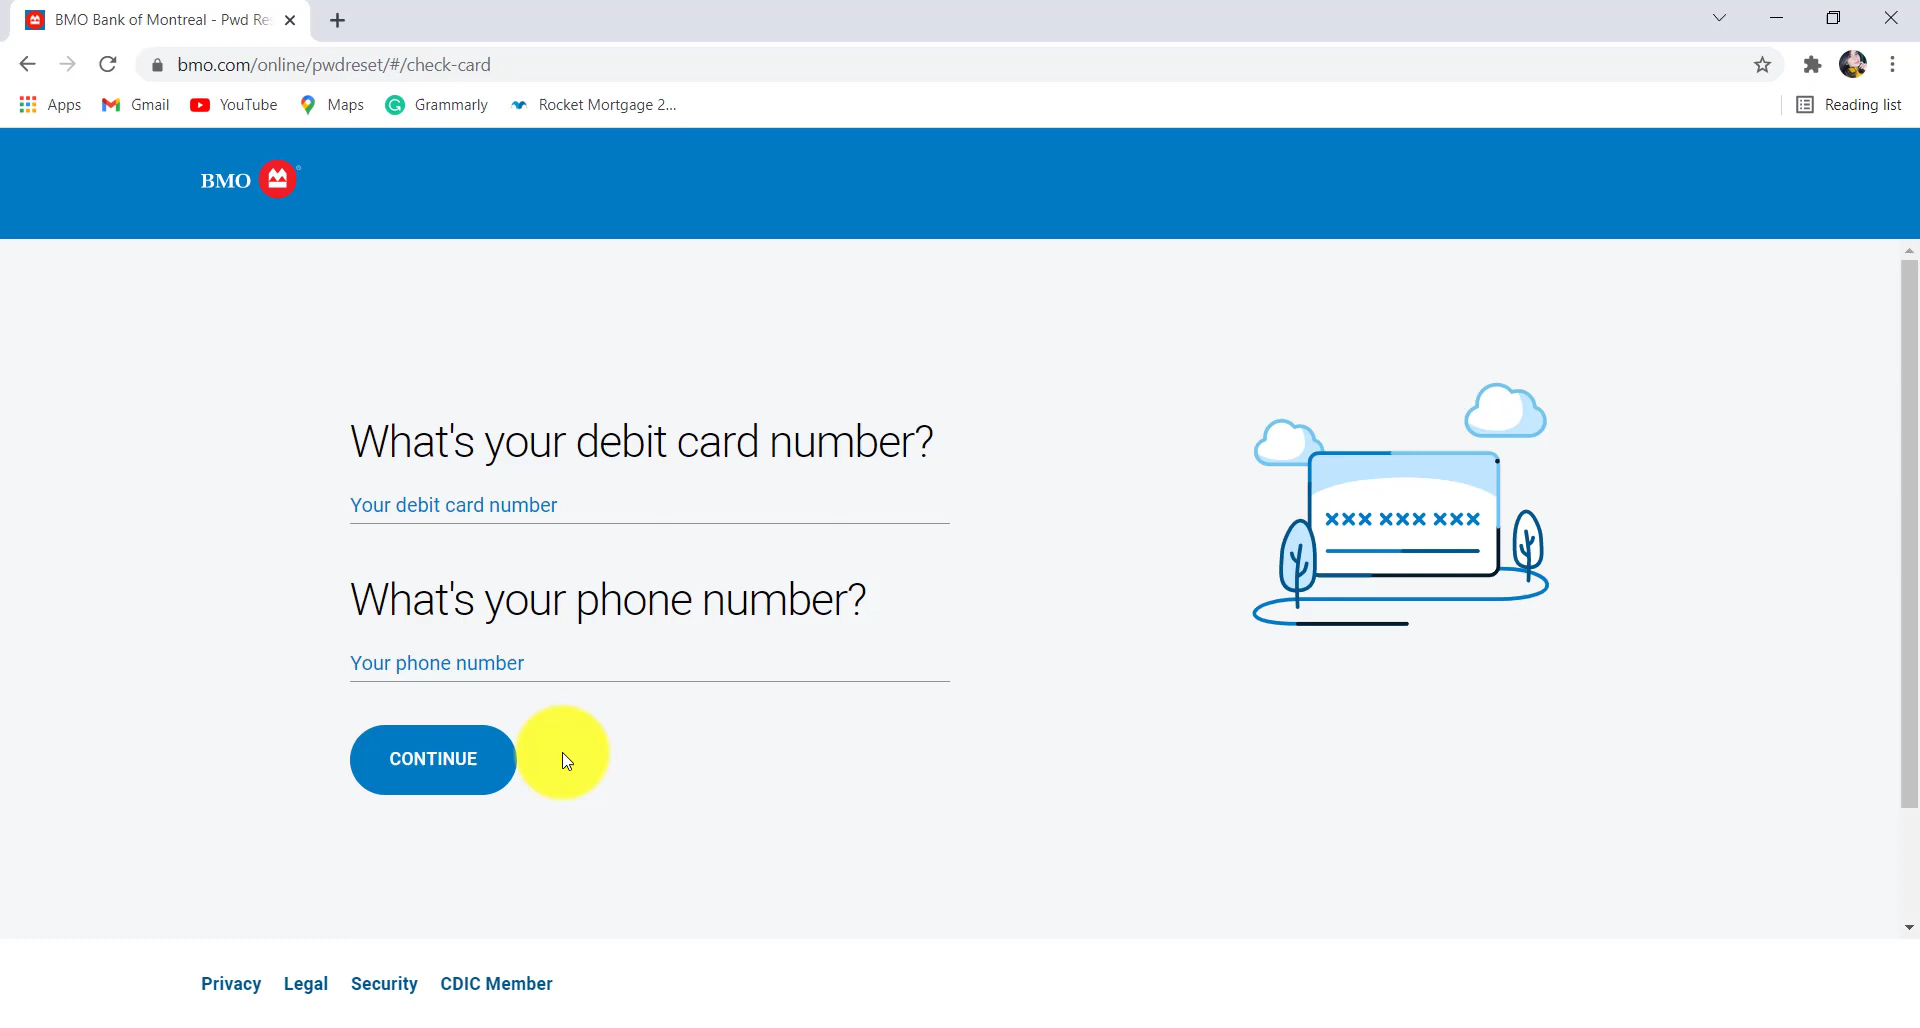 BMO Bank of Montreal - Pwd Re
bmo.com/online/pwdreset/#/check-card
Apps Gmail YouTube Maps Grammarly Rocket Mortgage 2... Reading list
BMO
What's your debit card number?
Your debit card number
What's your phone number?
Your phone number
CONTINUE
xxx xxx xxx
Privacy Legal Security CDIC Member